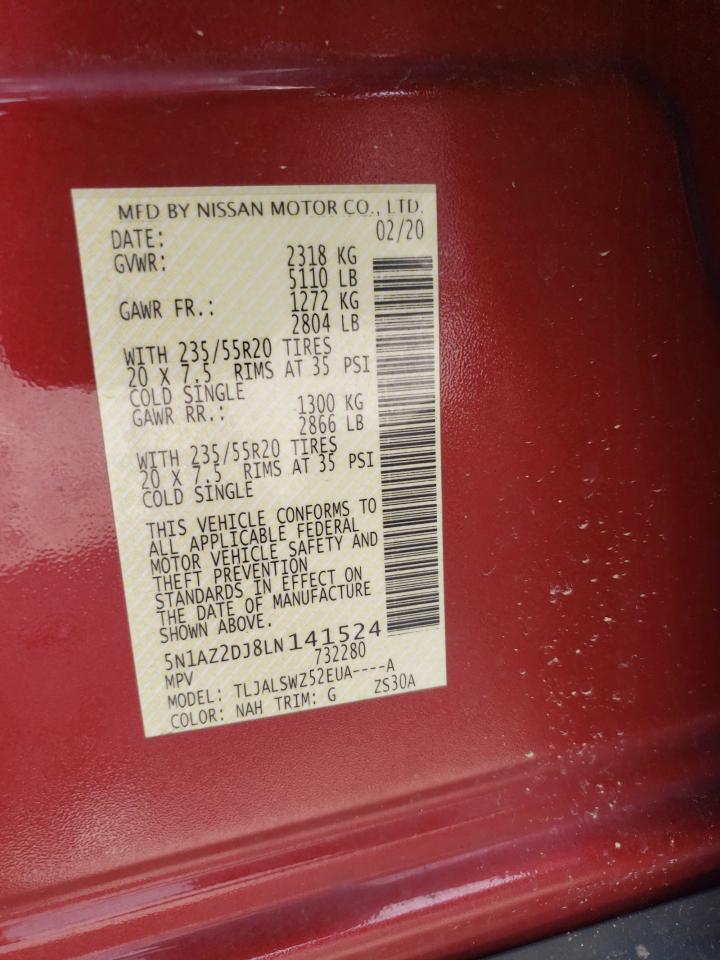 MFD BY NISSAN MOTOR CO., LTD.
DATE: 02/20
GVWR: 2318 KG
5110 LB
GAWR FR.: 1272 KG
2804 LB
WITH 235/55R20 TIRES
20 X 7.5 RIMS AT 35 PSI
COLD SINGLE
GAWR RR.: 1300 KG
2866 LB
WITH 235/55R20 TIRES
20 X 7.5 RIMS AT 35 PSI
COLD SINGLE
THIS VEHICLE CONFORMS TO
ALL APPLICABLE FEDERAL
MOTOR VEHICLE SAFETY AND
THEFT PREVENTION
STANDARDS IN EFFECT ON
THE DATE OF MANUFACTURE
SHOWN ABOVE.
5N1AZ2DJ8LN141524
MPV 732280
MODEL: TLJALSWZ52EUA----A
COLOR: NAH TRIM: G ZS30A